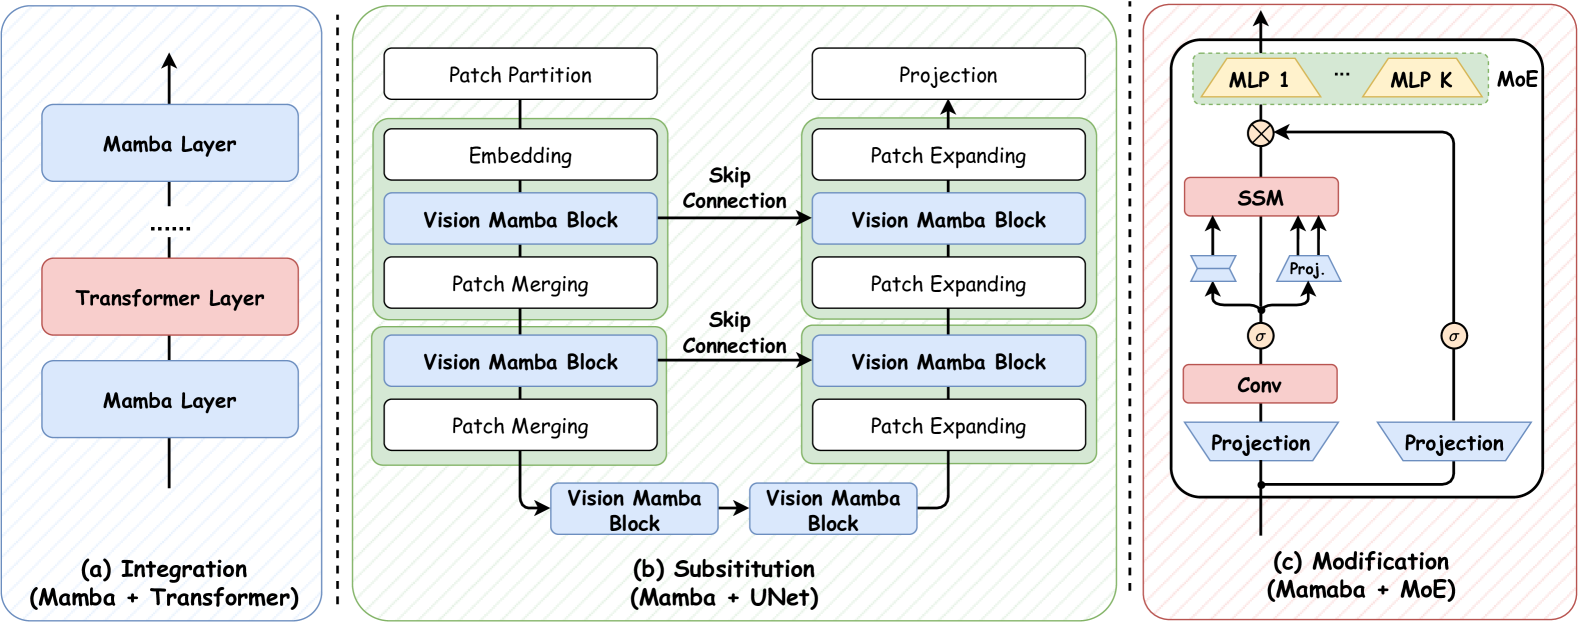 Mamba Layer
......
Transformer Layer
Mamba Layer
(a) Integration
(Mamba + Transformer)
Patch Partition
Embedding
Vision Mamba Block
Patch Merging
Vision Mamba Block
Patch Merging
Skip
Connection
Skip
Connection
Projection
Patch Expanding
Vision Mamba Block
Patch Expanding
Vision Mamba Block
Patch Expanding
Vision Mamba
Block
Vision Mamba
Block
(b) Subsititution
(Mamba + UNet)
MLP 1 ... MLP K MoE
SSM
Proj.
σ σ
Conv
Projection Projection
(c) Modification
(Mamaba + MoE)